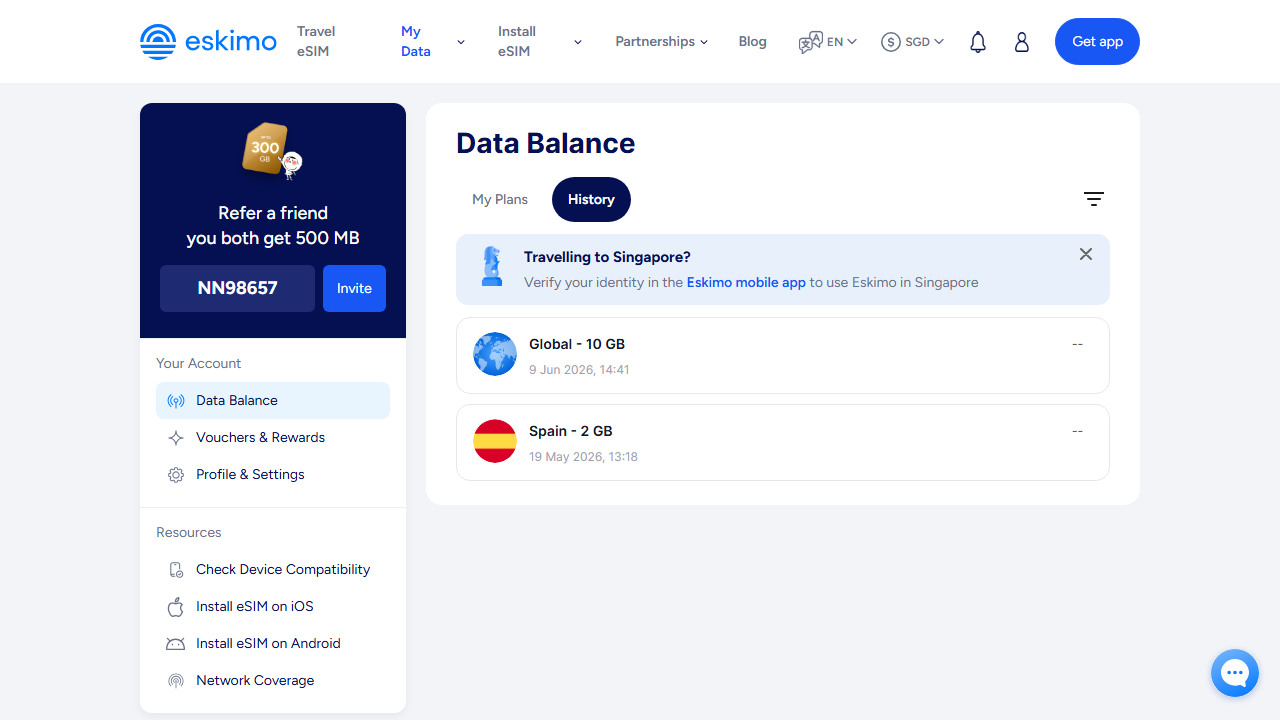 eskimo
Travel
eSIM
My
Data
Install
eSIM
Partnerships
Blog
EN
SGD
Get app
300
GB
Refer a friend
you both get 500 MB
NN98657
Invite
Your Account
Data Balance
Vouchers & Rewards
Profile & Settings
Resources
Check Device Compatibility
Install eSIM on iOS
Install eSIM on Android
Network Coverage
Data Balance
My Plans
History
Travelling to Singapore?
Verify your identity in the Eskimo mobile app to use Eskimo in Singapore
Global - 10 GB
--
9 Jun 2026, 14:41
Spain - 2 GB
--
19 May 2026, 13:18